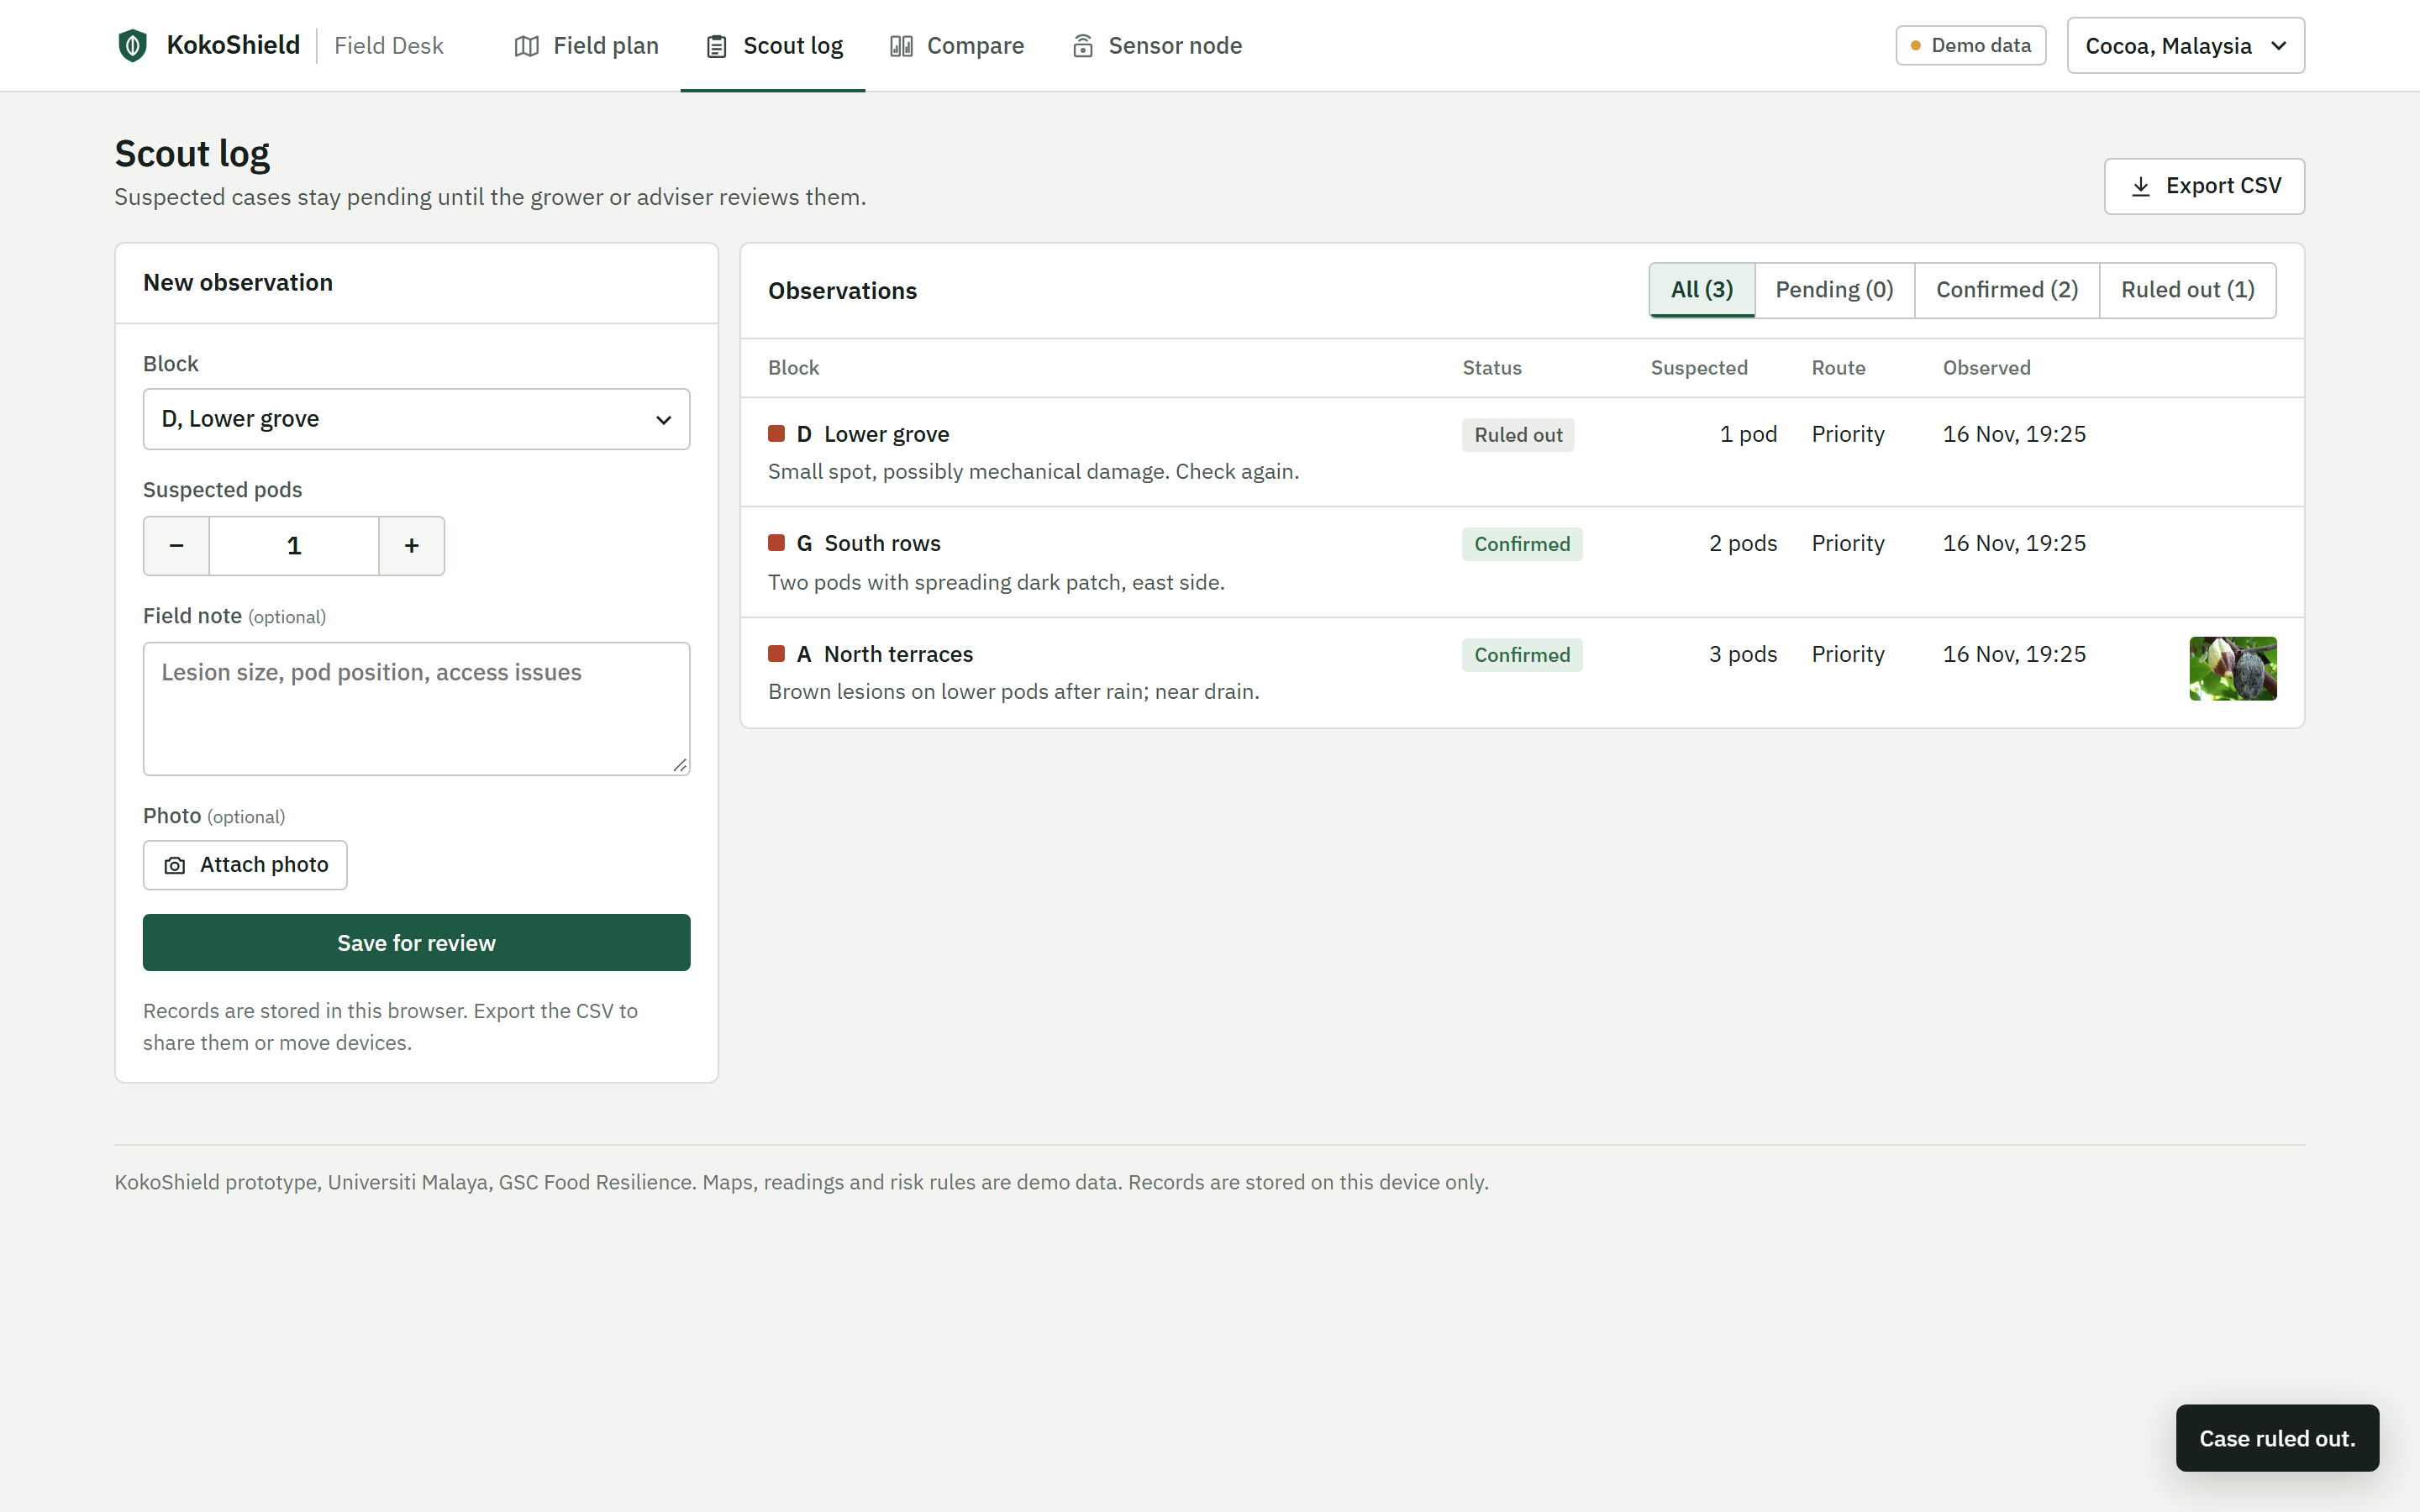 KokoShield Field Desk Field plan Scout log Compare Sensor node Demo data Cocoa, Malaysia
Scout log
Suspected cases stay pending until the grower or adviser reviews them.
Export CSV
New observation
Block
D, Lower grove
Suspected pods
− 1 +
Field note (optional)
Lesion size, pod position, access issues
Photo (optional)
Attach photo
Save for review
Records are stored in this browser. Export the CSV to
share them or move devices.
Observations All (3) Pending (0) Confirmed (2) Ruled out (1)
Block Status Suspected Route Observed
D Lower grove Ruled out 1 pod Priority 16 Nov, 19:25
Small spot, possibly mechanical damage. Check again.
G South rows Confirmed 2 pods Priority 16 Nov, 19:25
Two pods with spreading dark patch, east side.
A North terraces Confirmed 3 pods Priority 16 Nov, 19:25
Brown lesions on lower pods after rain; near drain.
KokoShield prototype, Universiti Malaya, GSC Food Resilience. Maps, readings and risk rules are demo data. Records are stored on this device only.
Case ruled out.